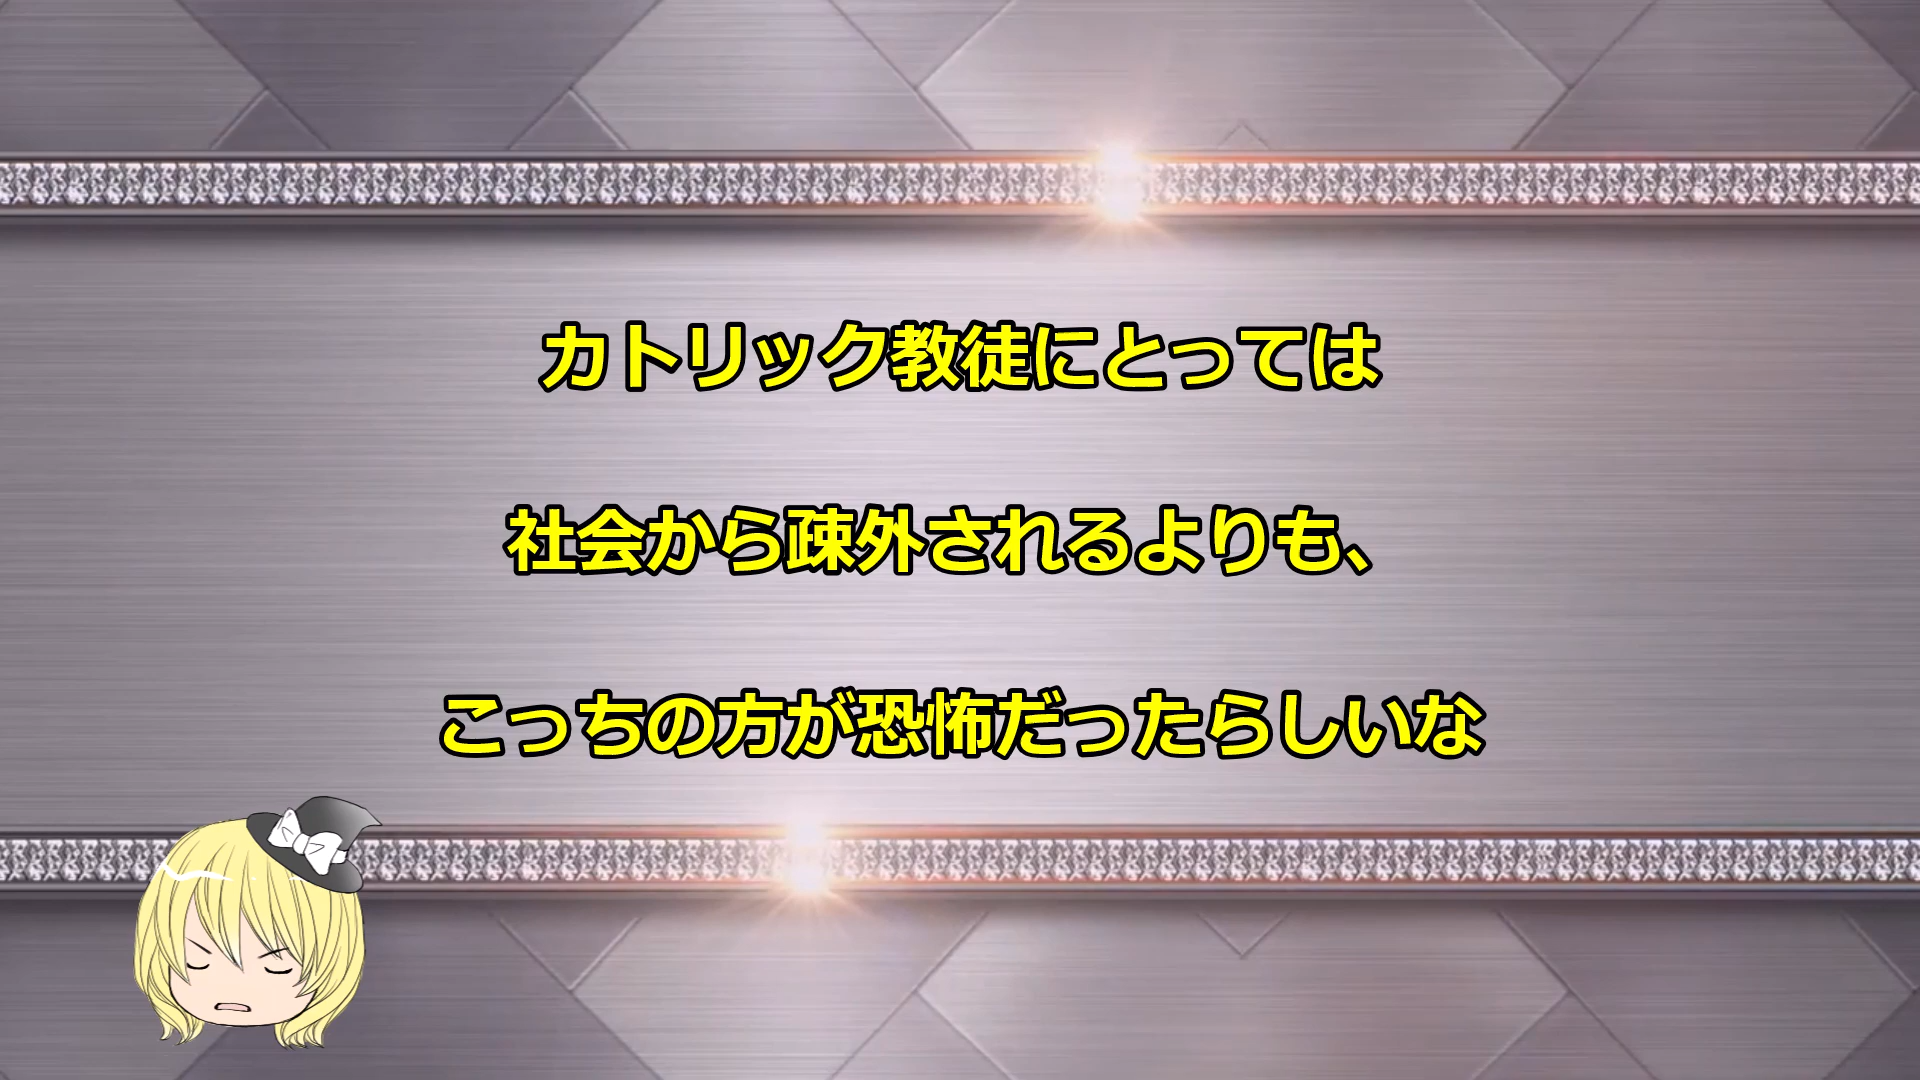 カトリック教徒にとっては
社会から疎外されるよりも、
こっちの方が恐怖だったらしいな